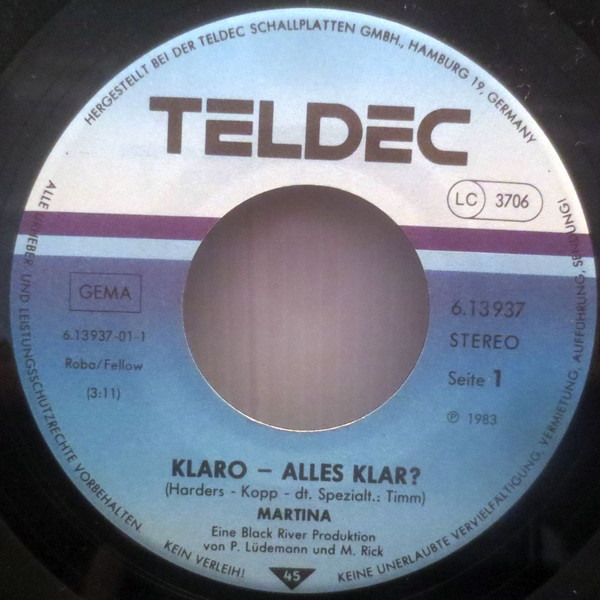 HERGESTELLT BEI DER TELDEC SCHALLPLATTEN GMBH., HAMBURG 19, GERMANY
TELDEC
LC 3706
GEMA
6.13937-01-1
Roba/Fellow
(3:11)
6.13937
STEREO
Seite 1
℗ 1983
KLARO – ALLES KLAR?
(Harders - Kopp - dt. Spezialt.: Timm)
MARTINA
Eine Black River Produktion
von P. Lüdemann und M. Rick
45
ALLE URHEBER UND LEISTUNGSSCHUTZRECHTE VORBEHALTEN.
KEIN VERLEIH!
KEINE UNERLAUBTE VERVIELFÄLTIGUNG, VERMIETUNG, AUFFÜHRUNG, SENDUNG!